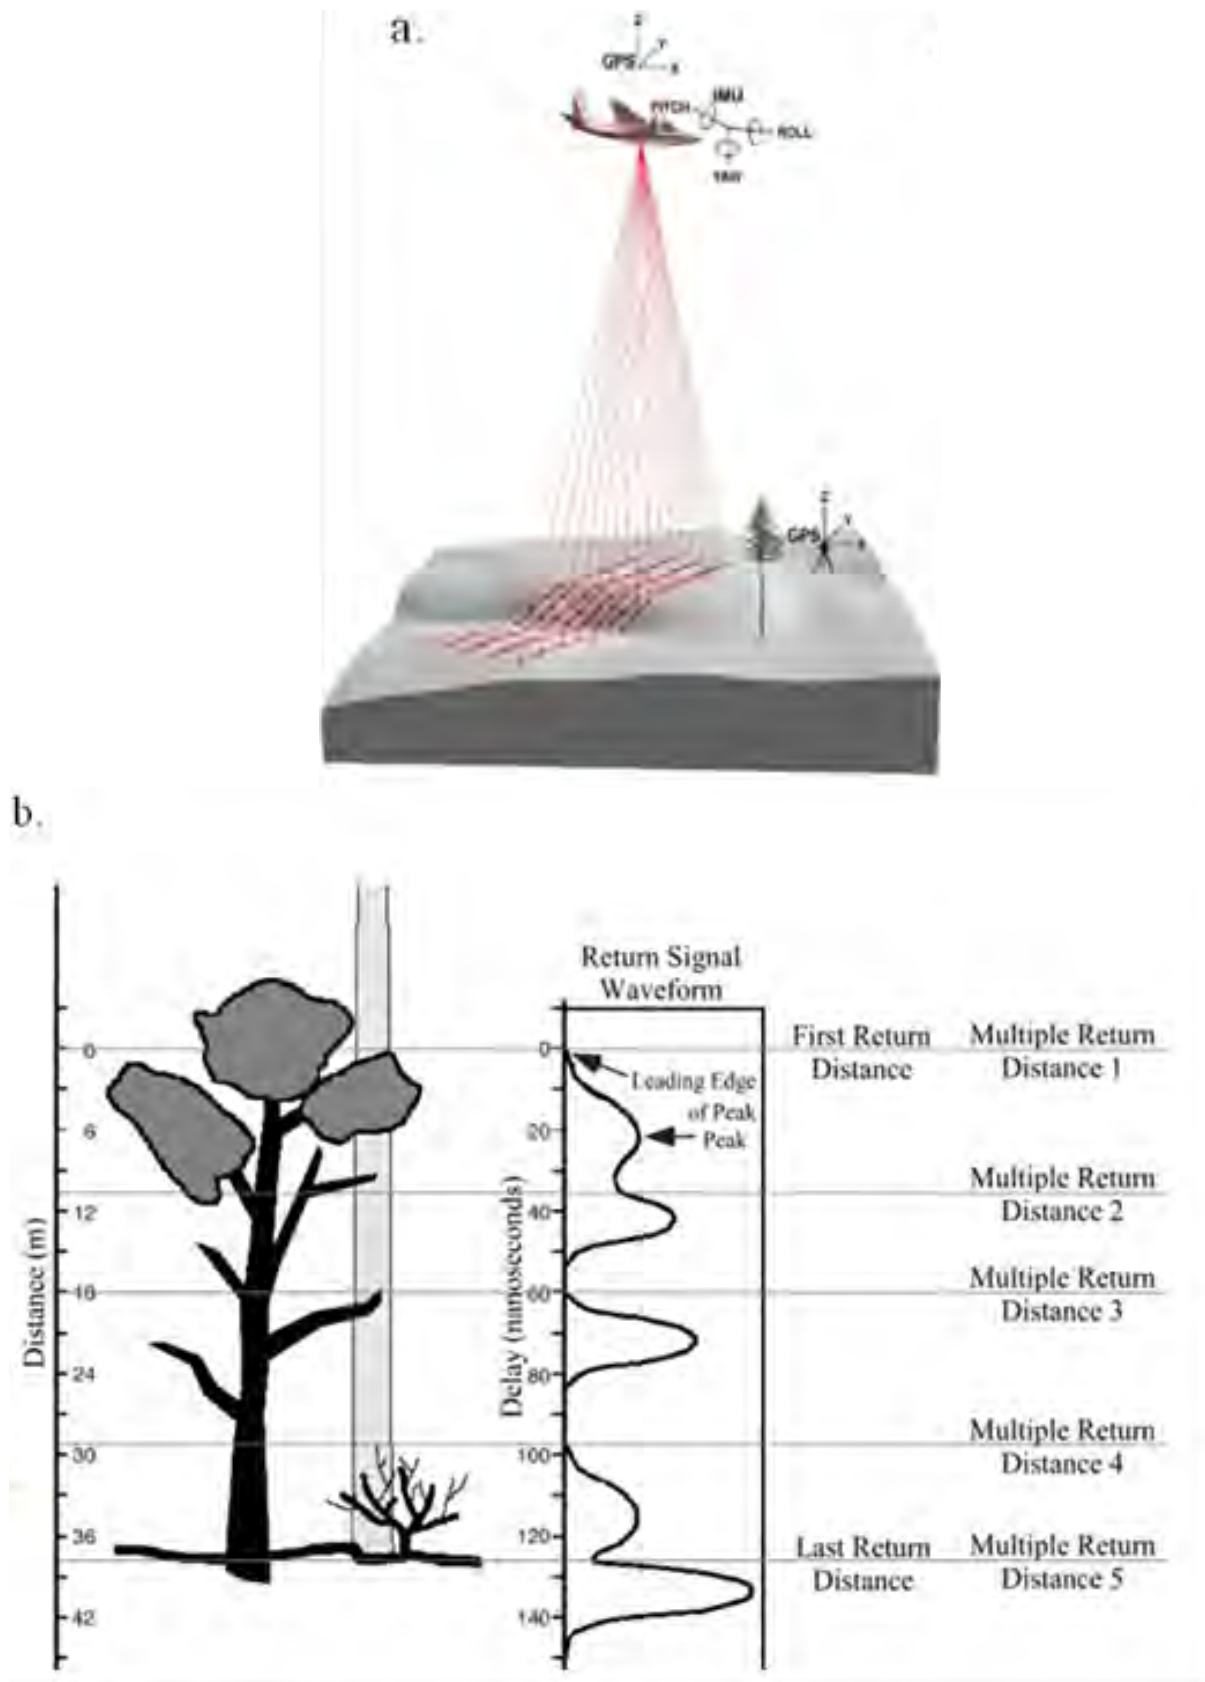 a.
Z
Y
GPS
X
IMU
PITCH
ROLL
YAW
Z
Y
GPS
X
b.
Return Signal
Waveform
First Return
Distance
Multiple Return
Distance 1
0
0
Leading Edge
of Peak
Peak
6
20
Multiple Return
Distance 2
12
40
Multiple Return
Distance 3
18
60
Distance (m)
Delay (nanoseconds)
24
80
Multiple Return
Distance 4
30
100
36
120
Last Return
Distance
Multiple Return
Distance 5
42
140